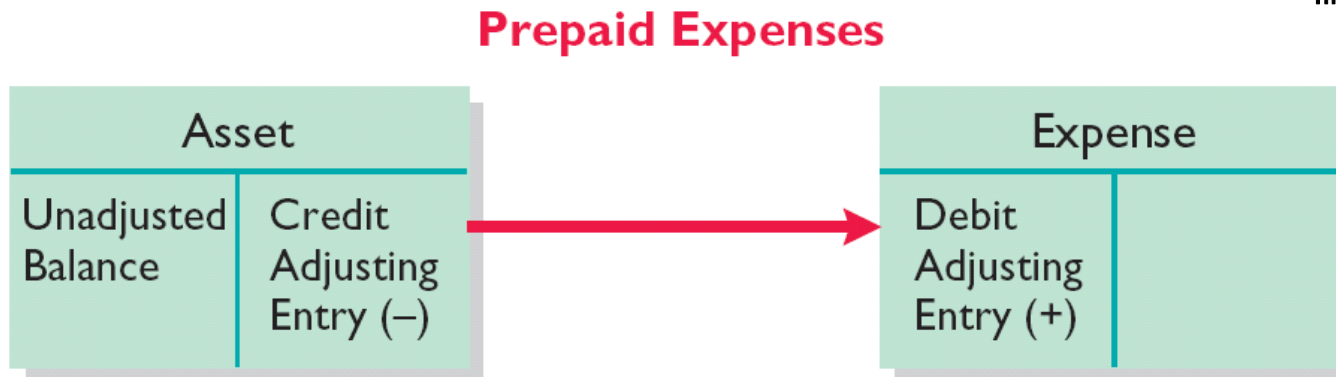 Prepaid Expenses
Asset
Unadjusted
Balance
Credit
Adjusting
Entry (–)
Expense
Debit
Adjusting
Entry (+)